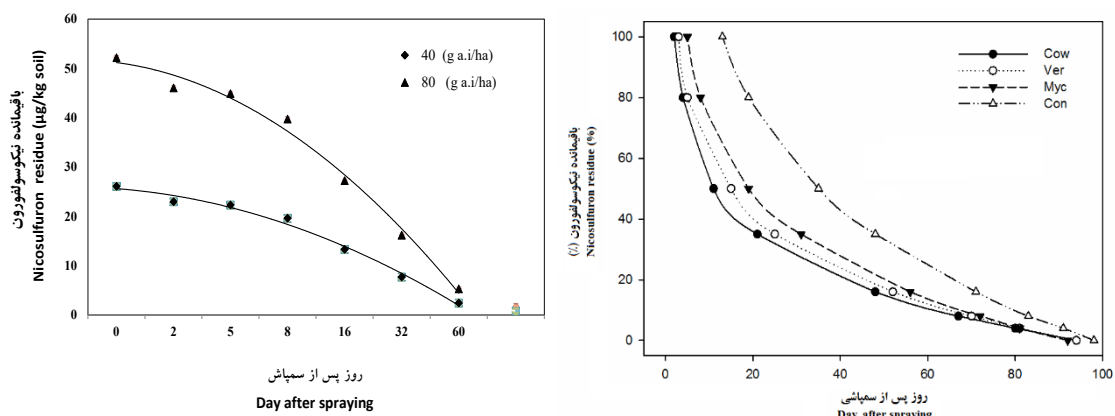 باقیمانده نیکوسولفورون
Nicosulfuron residue (µg/kg soil)
60
50
40
30
20
10
0
40 (g a.i/ha)
80 (g a.i/ha)
0 2 5 8 16 32 60
روز پس از سمپاش
Day after spraying
باقیمانده نیکوسولفورون (٪)
Nicosulfuron residue (%)
100
80
60
40
20
0
Cow
Ver
Myc
Con
0 20 40 60 80 100
روز پس از سمپاشی
Day after spraying